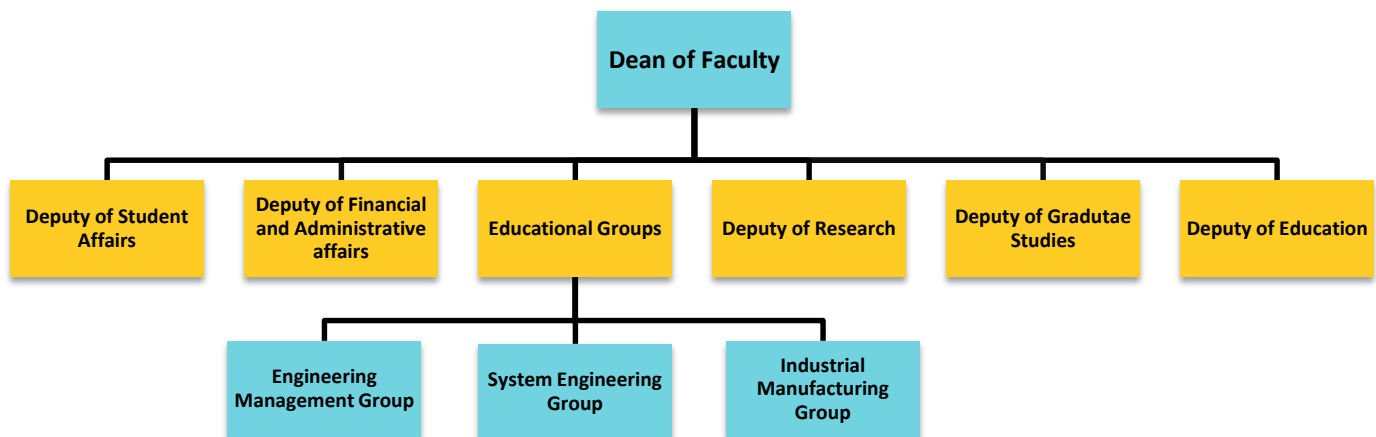 Dean of Faculty
Deputy of Student
Affairs
Deputy of Financial
and Administrative
affairs
Educational Groups
Deputy of Research
Deputy of Gradutae
Studies
Deputy of Education
Engineering
Management Group
System Engineering
Group
Industrial
Manufacturing
Group